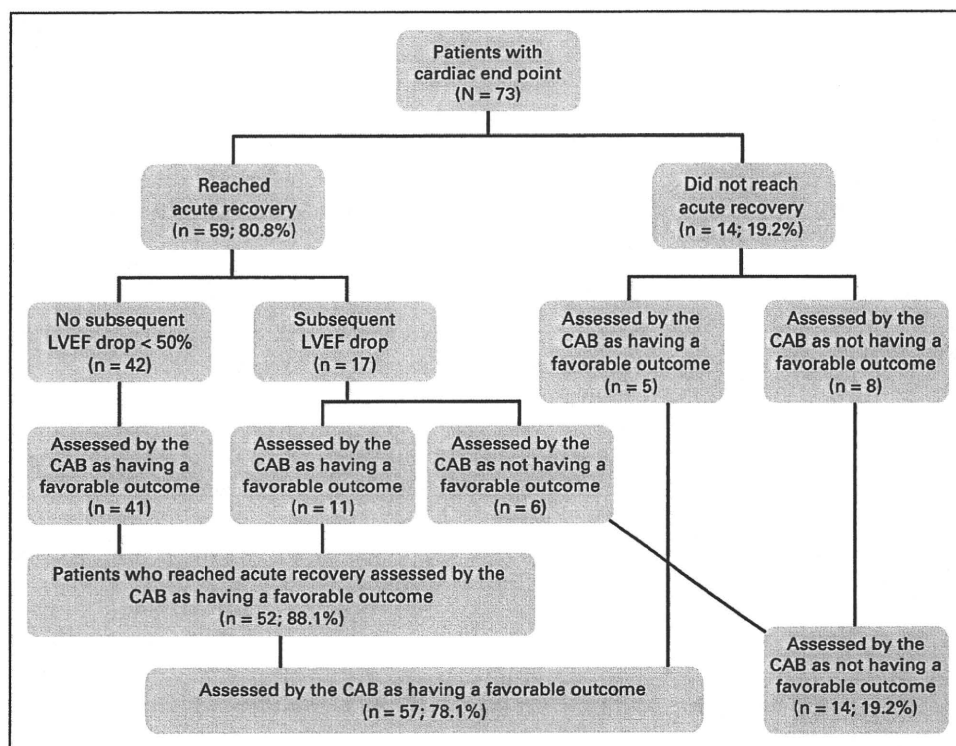 Patients with
cardiac end point
(N = 73)
Reached
acute recovery
(n = 59; 80.8%)
Did not reach
acute recovery
(n = 14; 19.2%)
No subsequent
LVEF drop < 50%
(n = 42)
Subsequent
LVEF drop
(n = 17)
Assessed by the
CAB as having a
favorable outcome
(n = 5)
Assessed by the
CAB as not having a
favorable outcome
(n = 8)
Assessed by the
CAB as having a
favorable outcome
(n = 41)
Assessed by the
CAB as having a
favorable outcome
(n = 11)
Assessed by the
CAB as not having a
favorable outcome
(n = 6)
Patients who reached acute recovery assessed by the
CAB as having a favorable outcome
(n = 52; 88.1%)
Assessed by the CAB as having a favorable outcome
(n = 57; 78.1%)
Assessed by the
CAB as not having a
favorable outcome
(n = 14; 19.2%)